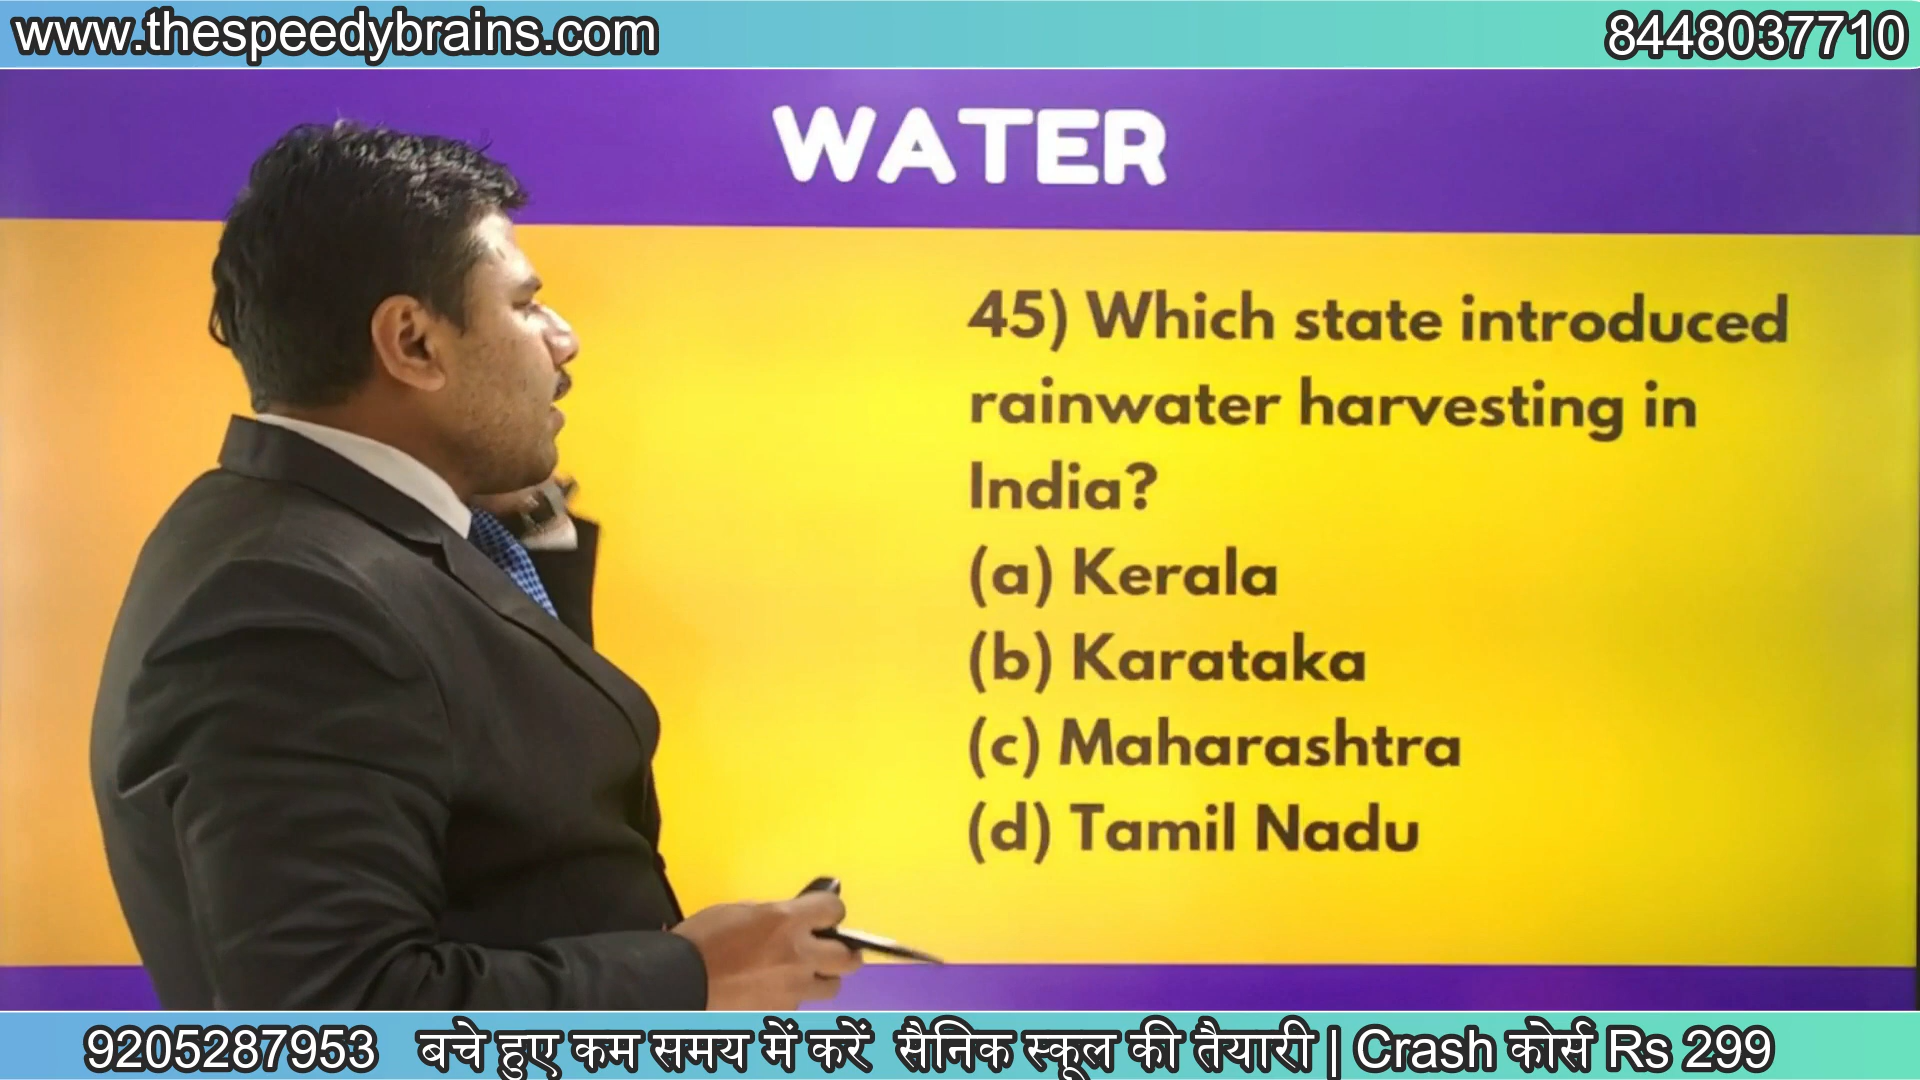 www.thespeedybrains.com
8448037710
WATER
45) Which state introduced
rainwater harvesting in
India?
(a) Kerala
(b) Karataka
(c) Maharashtra
(d) Tamil Nadu
9205287953 बचे हुए कम समय में करें सैनिक स्कूल की तैयारी | Crash कोर्स Rs 299